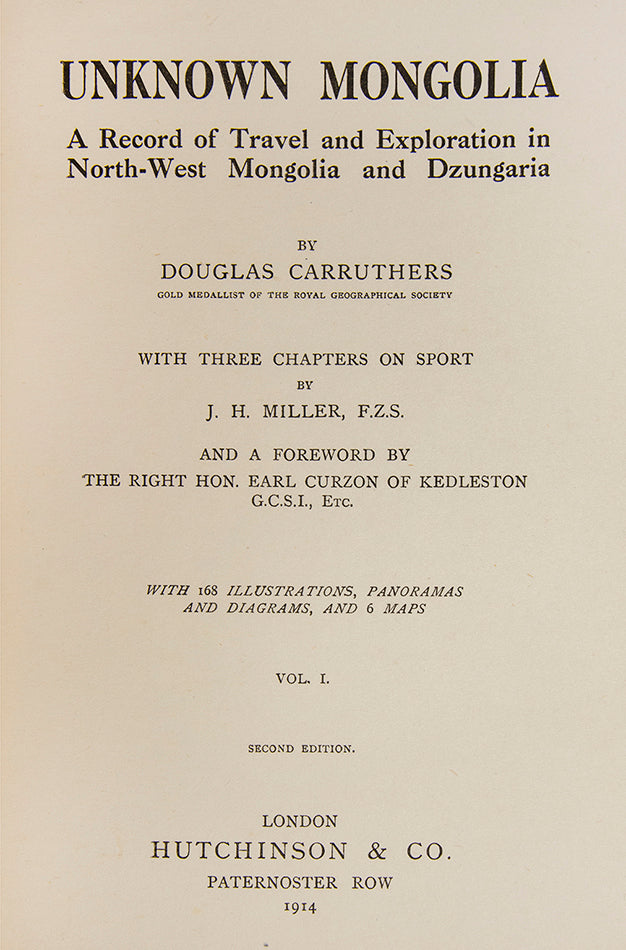 UNKNOWN MONGOLIA
A Record of Travel and Exploration in
North-West Mongolia and Dzungaria
BY
DOUGLAS CARRUTHERS
GOLD MEDALLIST OF THE ROYAL GEOGRAPHICAL SOCIETY
WITH THREE CHAPTERS ON SPORT
BY
J. H. MILLER, F.Z.S.
AND A FOREWORD BY
THE RIGHT HON. EARL CURZON OF KEDLESTON
G.C.S.I., Etc.
WITH 168 ILLUSTRATIONS, PANORAMAS
AND DIAGRAMS, AND 6 MAPS
VOL. I.
SECOND EDITION.
LONDON
HUTCHINSON & CO.
PATERNOSTER ROW
1914